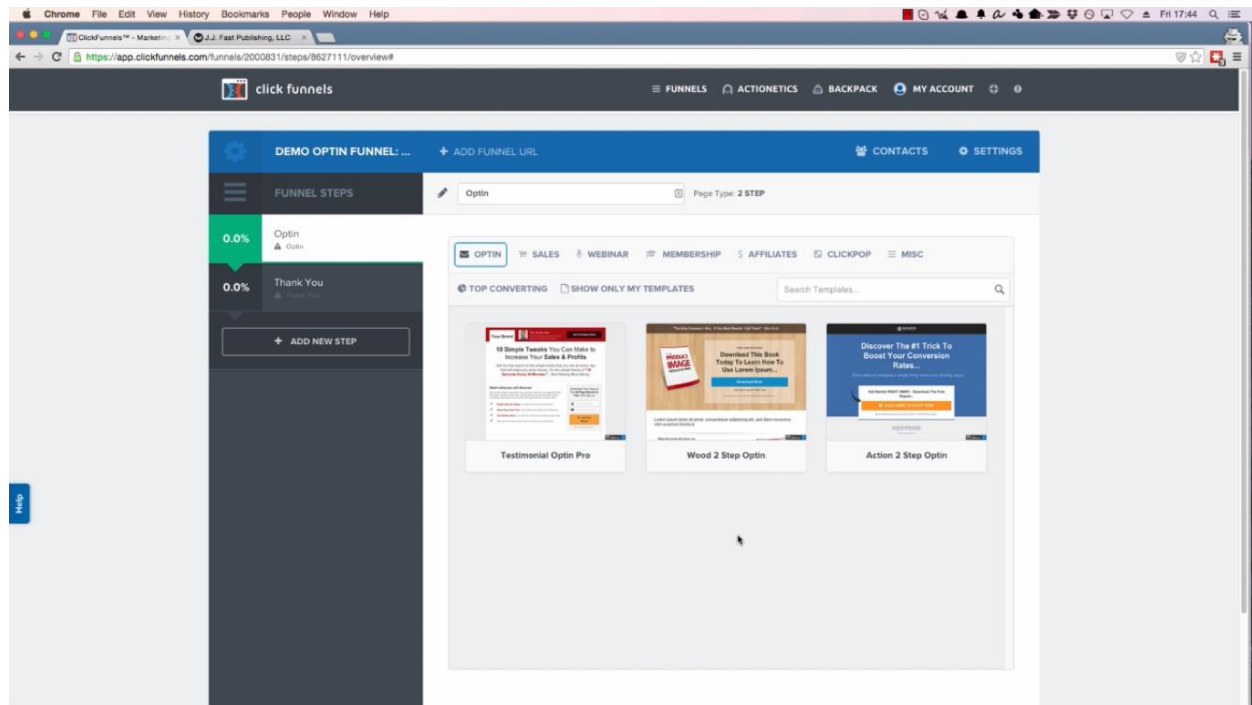 Chrome File Edit View History Bookmarks People Window Help
Fri 17:44
ClickFunnels™ - Marketing
J.J. Fast Publishing, LLC
https://app.clickfunnels.com/funnels/2000831/steps/8627111/overview#
click funnels
FUNNELS ACTIONETICS BACKPACK MY ACCOUNT
DEMO OPTIN FUNNEL: ... + ADD FUNNEL URL CONTACTS SETTINGS
FUNNEL STEPS
Optin
Page Type: 2 STEP
0.0%
Optin
Optin
0.0%
Thank You
Thank You
+ ADD NEW STEP
OPTIN SALES WEBINAR MEMBERSHIP AFFILIATES CLICKPOP MISC
TOP CONVERTING SHOW ONLY MY TEMPLATES
Search Templates...
Your Brand
10 Simple Tweaks You Can Make to
Increase Your Sales & Profits
Testimonial Optin Pro
PRODUCT
IMAGE
Download This Book
Today To Learn How To
Use Lorem Ipsum...
Wood 2 Step Optin
Discover The #1 Trick To
Boost Your Conversion
Rates...
Action 2 Step Optin
Help